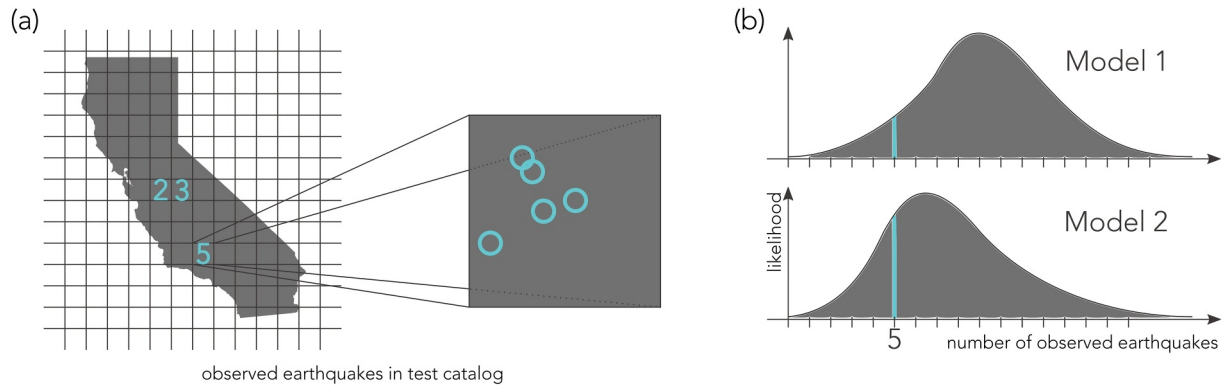 (a)
2 3
5
observed earthquakes in test catalog
(b)
Model 1
likelihood
Model 2
5
number of observed earthquakes